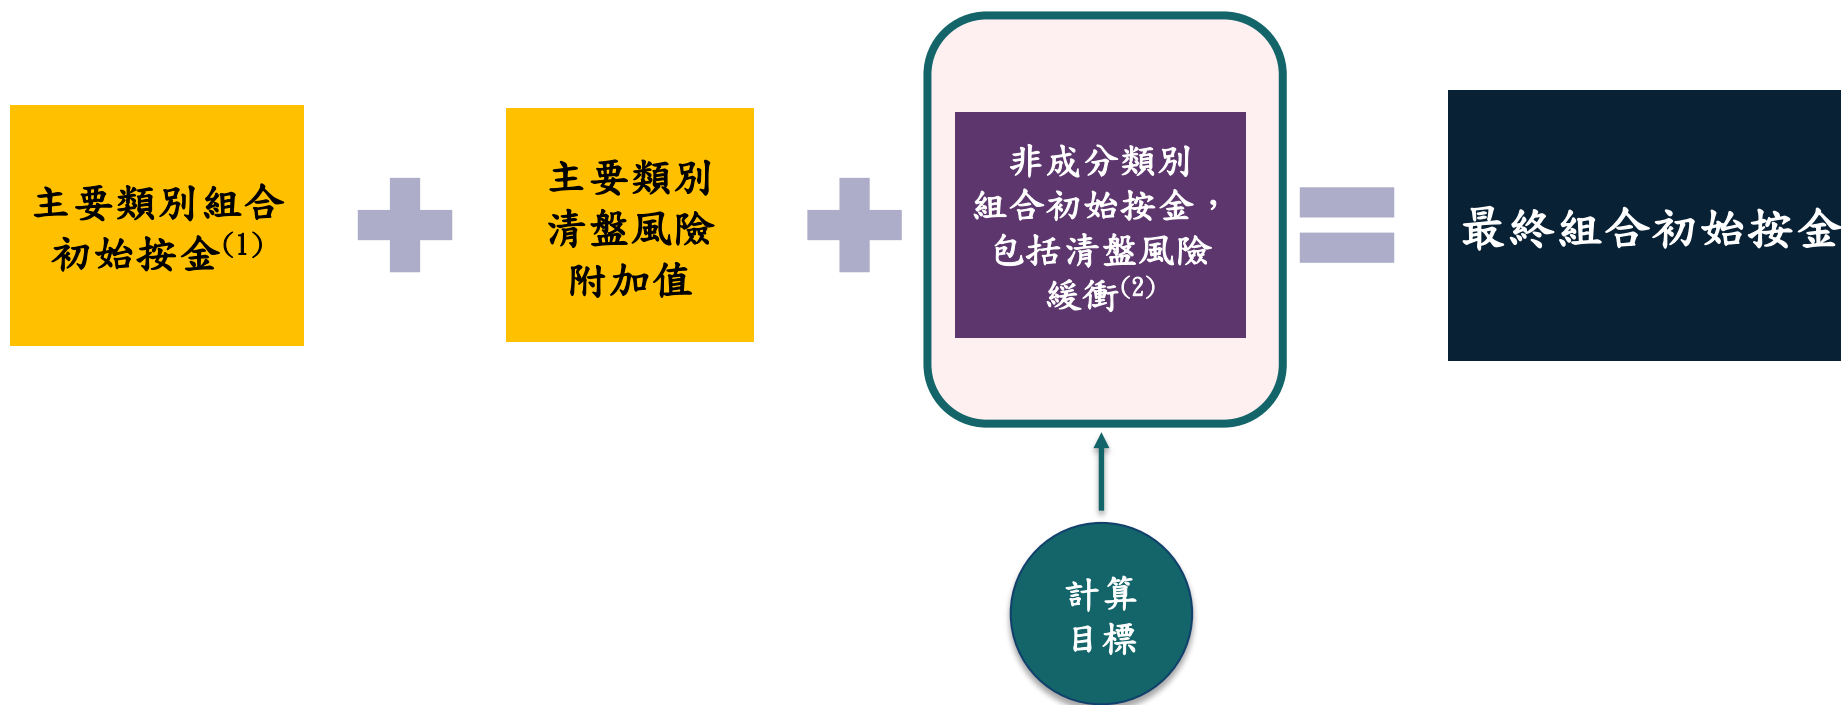 主要類別組合
初始按金(1)
主要類別
清盤風險
附加值
非成分類別
組合初始按金，
包括清盤風險
緩衝(2)
最終組合初始按金
計算
目標